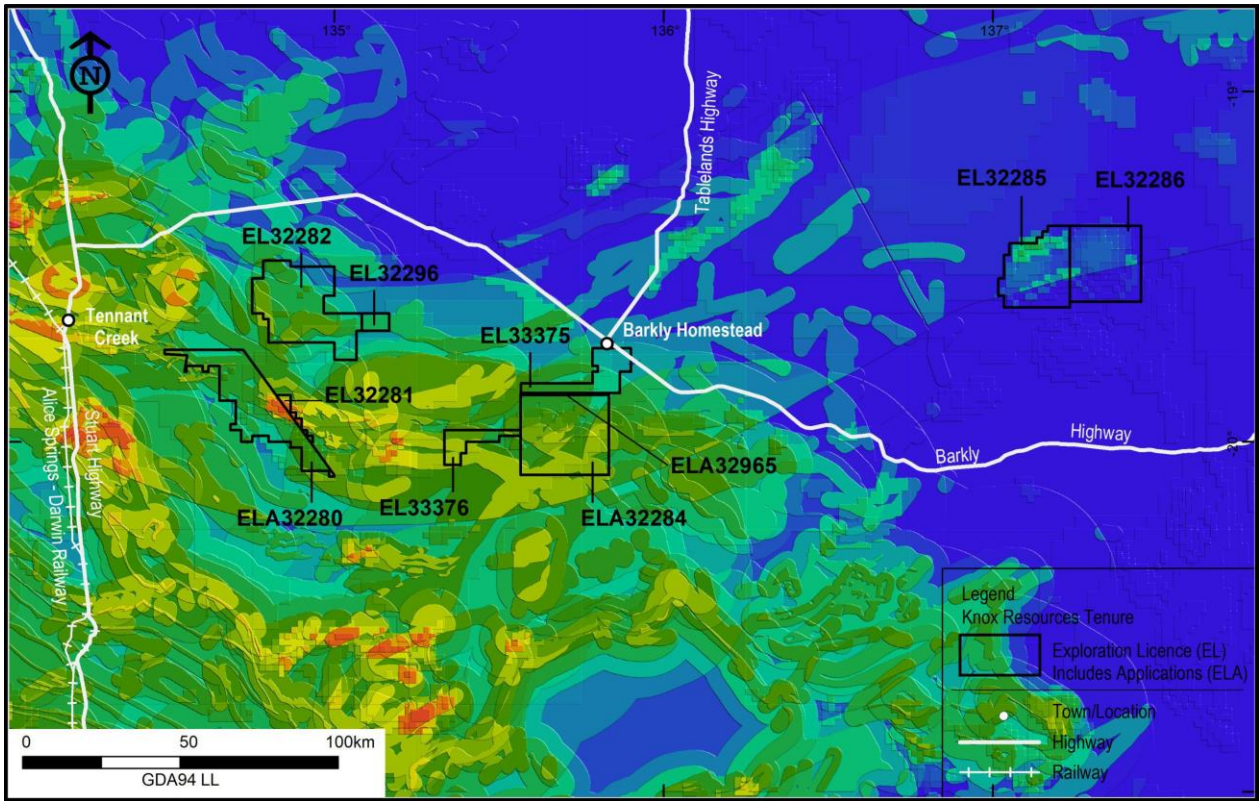 135°
136°
137°
-19°
N
Tablelands Highway
EL32285
EL32286
EL32282
EL32296
Tennant
Creek
EL33375
Barkly Homestead
EL32281
Stuart Highway
Alice Springs - Darwin Railway
Highway
-20°
Barkly
ELA32965
EL33376
ELA32280
ELA32284
Legend
Knox Resources Tenure
Exploration Licence (EL)
Includes Applications (ELA)
Town/Location
Highway
Railway
0 50 100km
GDA94 LL